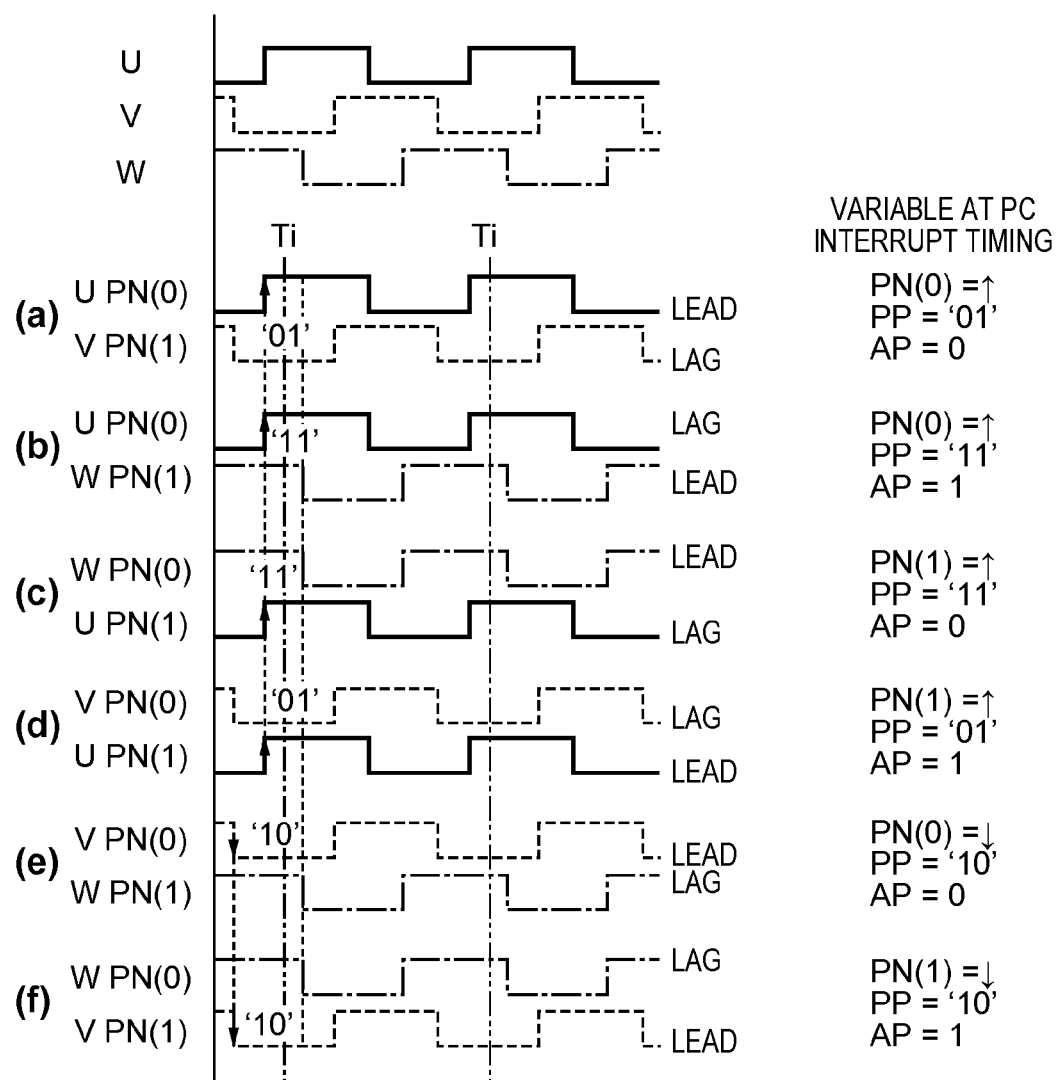 U
V
W
VARIABLE AT PC
INTERRUPT TIMING
Ti
Ti
(a)
U PN(0)
LEAD
V PN(1)
'01'
LAG
PN(0) =↑
PP = '01'
AP = 0
(b)
U PN(0)
'11'
LAG
W PN(1)
LEAD
PN(0) =↑
PP = '11'
AP = 1
(c)
W PN(0)
'11'
LEAD
U PN(1)
LAG
PN(1) =↑
PP = '11'
AP = 0
(d)
V PN(0)
'01'
LAG
U PN(1)
LEAD
PN(1) =↑
PP = '01'
AP = 1
(e)
V PN(0)
'10'
LEAD
W PN(1)
LAG
PN(0) =↓
PP = '10'
AP = 0
(f)
W PN(0)
LAG
V PN(1)
'10'
LEAD
PN(1) =↓
PP = '10'
AP = 1